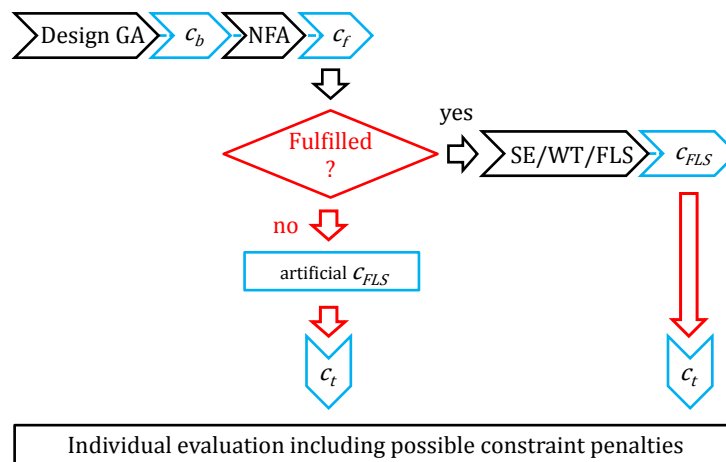 Design GA c_b NFA c_f
yes
Fulfilled
?
SE/WT/FLS c_FLS
no
artificial c_FLS
c_t c_t
Individual evaluation including possible constraint penalties